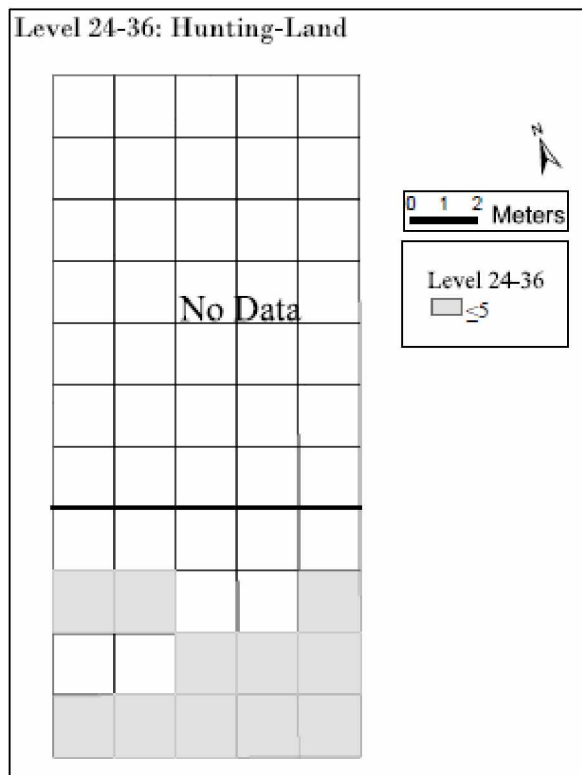 Level 24-36: Hunting-Land
N
0 1 2 Meters
Level 24-36
≤5
No Data